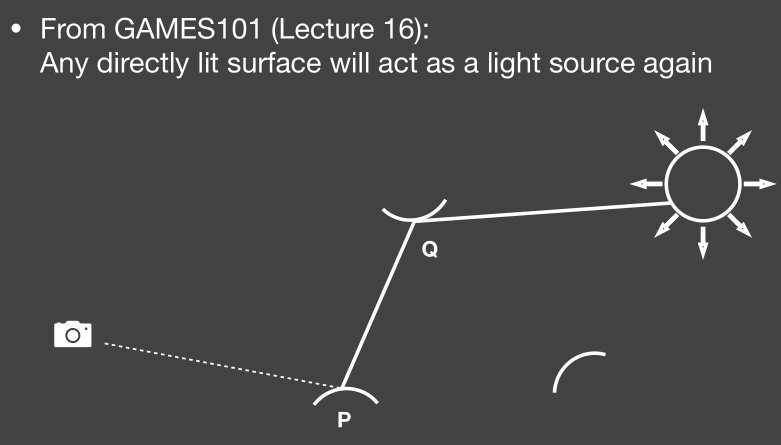 • From GAMES101 (Lecture 16):
Any directly lit surface will act as a light source again
Q
P